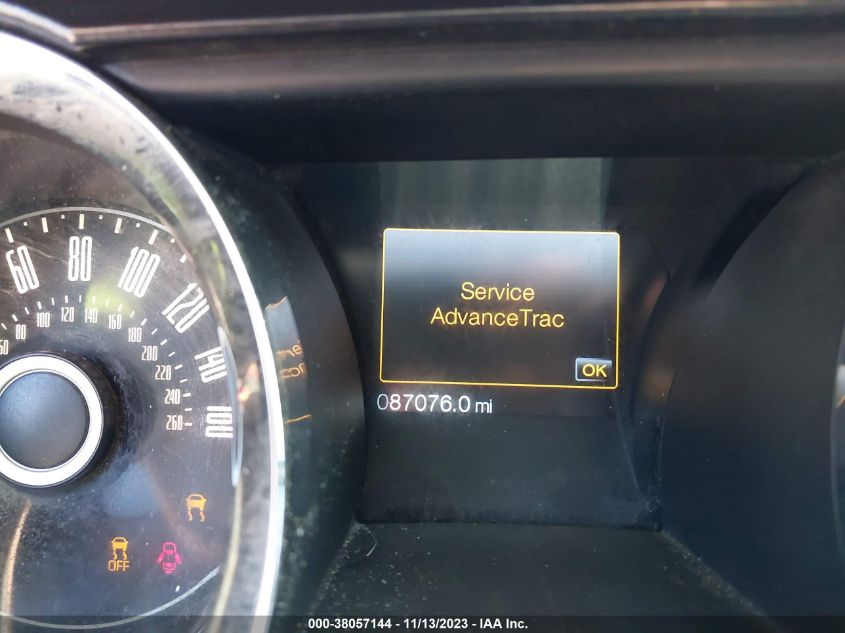 60 80 100 120 140 160
60 80 100 120 140 160 180 200 220 240 260
Service
AdvanceTrac
OK
087076.0 mi
OFF
000-38057144 - 11/13/2023 - IAA Inc.